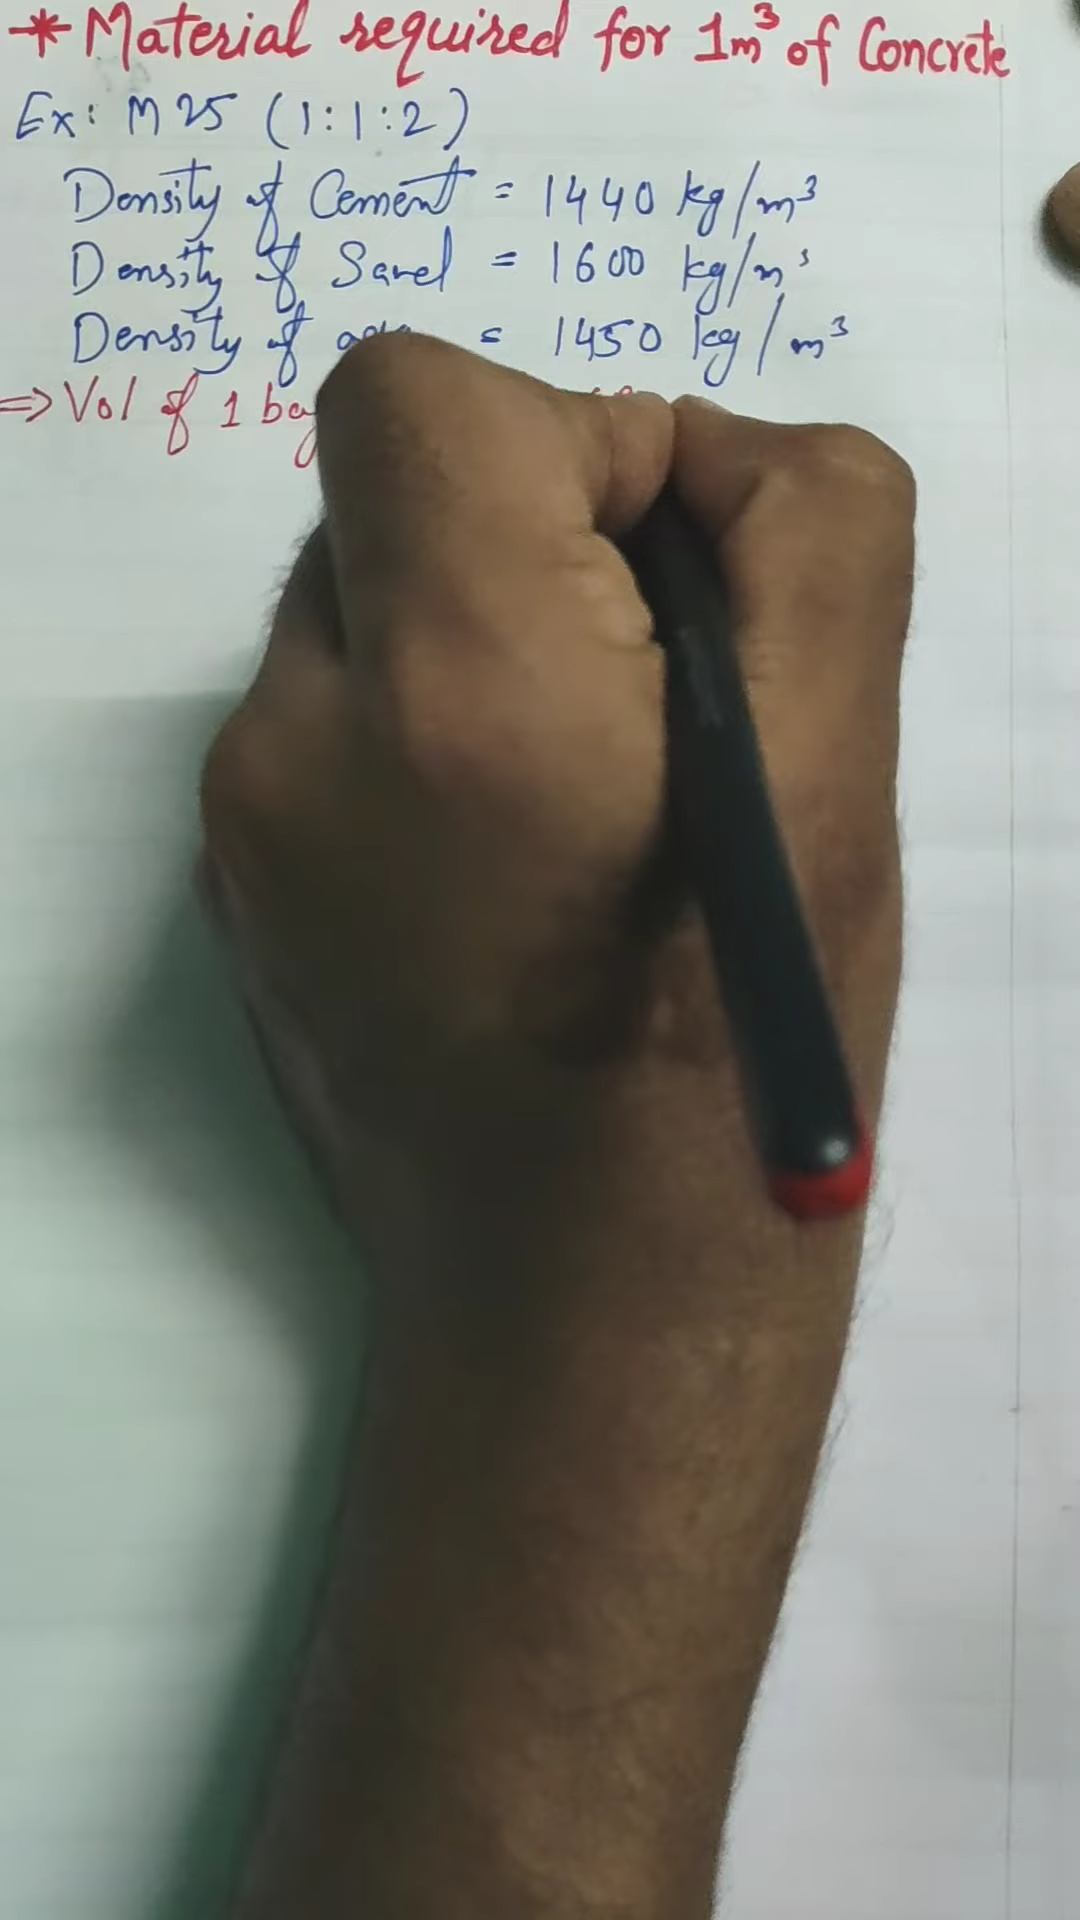 * Material required for 1m³ of Concrete
Ex: M25 (1:1:2)
Density of Cement = 1440 kg/m³
Density of Sand = 1600 kg/m³
Density of = 1450 kg/m³
⇒ Vol of 1